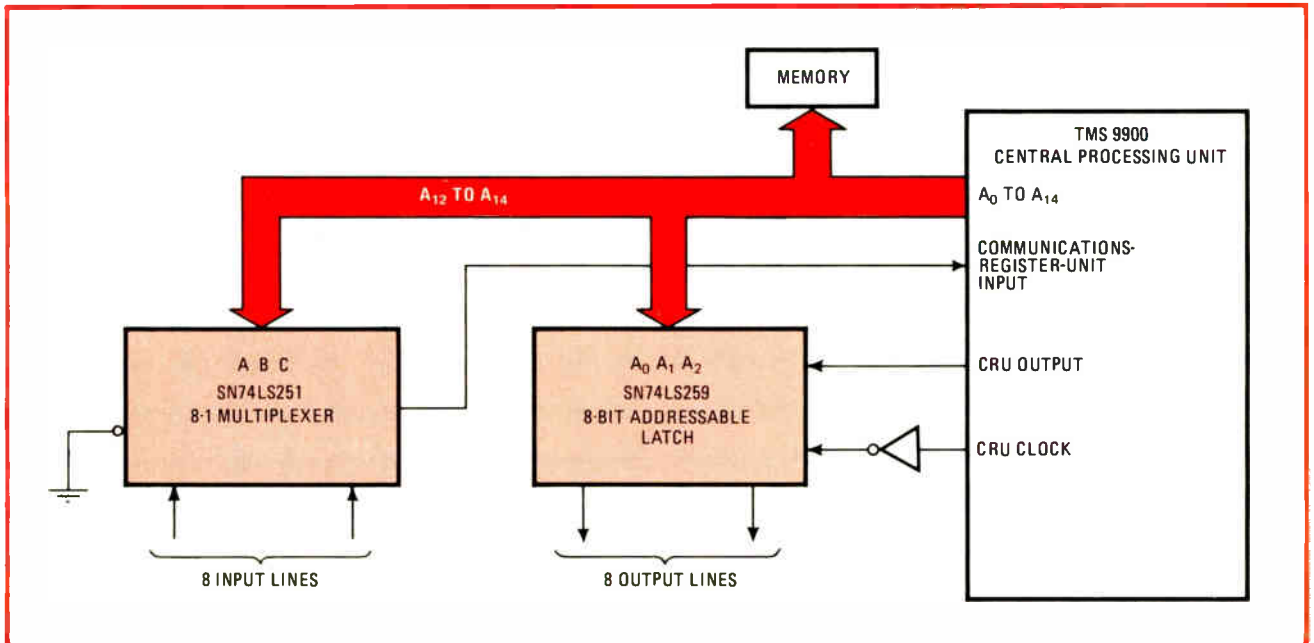 MEMORY
TMS 9900
CENTRAL PROCESSING UNIT
A₁₂ TO A₁₄
A₀ TO A₁₄
COMMUNICATIONS-
REGISTER-UNIT
INPUT
A B C
SN74LS251
8-1 MULTIPLEXER
A₀ A₁ A₂
SN74LS259
8-BIT ADDRESSABLE
LATCH
CRU OUTPUT
CRU CLOCK
8 INPUT LINES
8 OUTPUT LINES